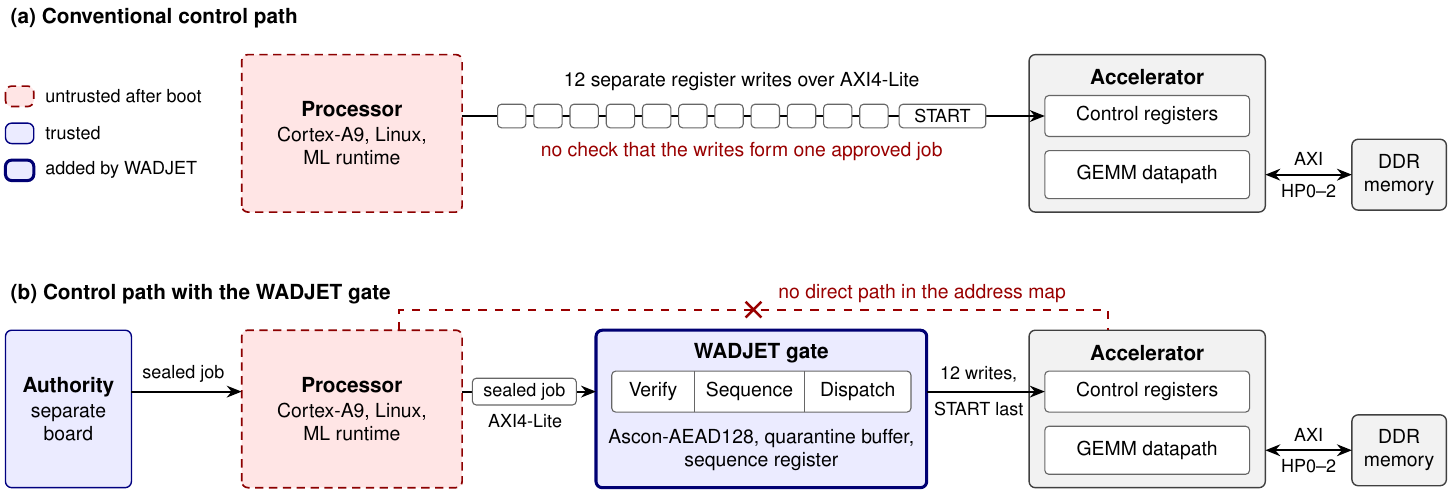 (a) Conventional control path
untrusted after boot
trusted
added by WADJET
Processor
Cortex-A9, Linux,
ML runtime
12 separate register writes over AXI4-Lite
START
no check that the writes form one approved job
Accelerator
Control registers
GEMM datapath
AXI
HP0–2
DDR
memory
(b) Control path with the WADJET gate
no direct path in the address map
Authority
separate
board
sealed job
Processor
Cortex-A9, Linux,
ML runtime
sealed job
AXI4-Lite
WADJET gate
Verify
Sequence
Dispatch
Ascon-AEAD128, quarantine buffer,
sequence register
12 writes,
START last
Accelerator
Control registers
GEMM datapath
AXI
HP0–2
DDR
memory